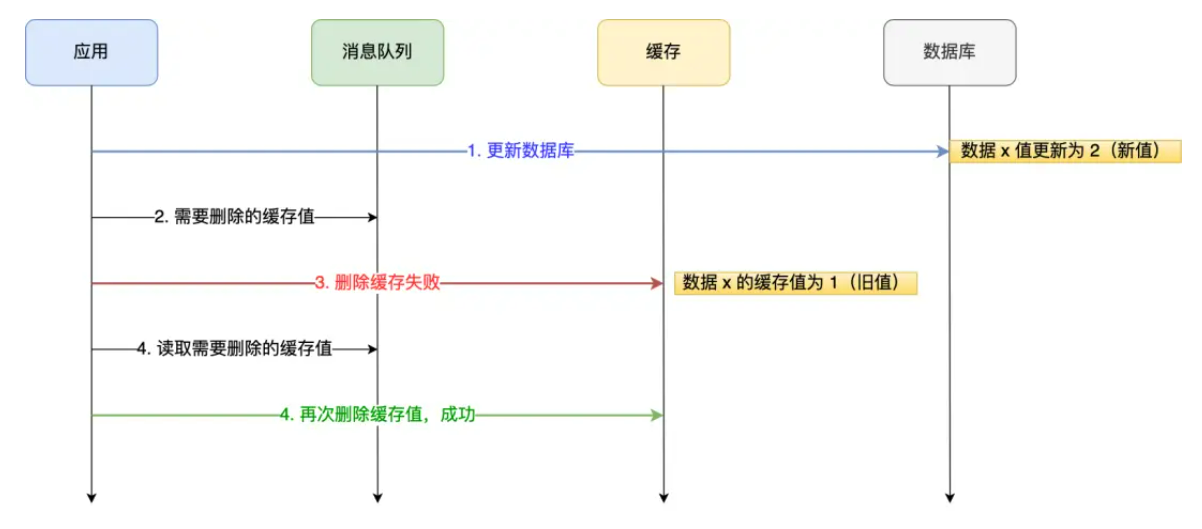 应用
消息队列
缓存
数据库
1. 更新数据库
数据 x 值更新为 2（新值）
2. 需要删除的缓存值
3. 删除缓存失败
数据 x 的缓存值为 1（旧值）
4. 读取需要删除的缓存值
4. 再次删除缓存值，成功